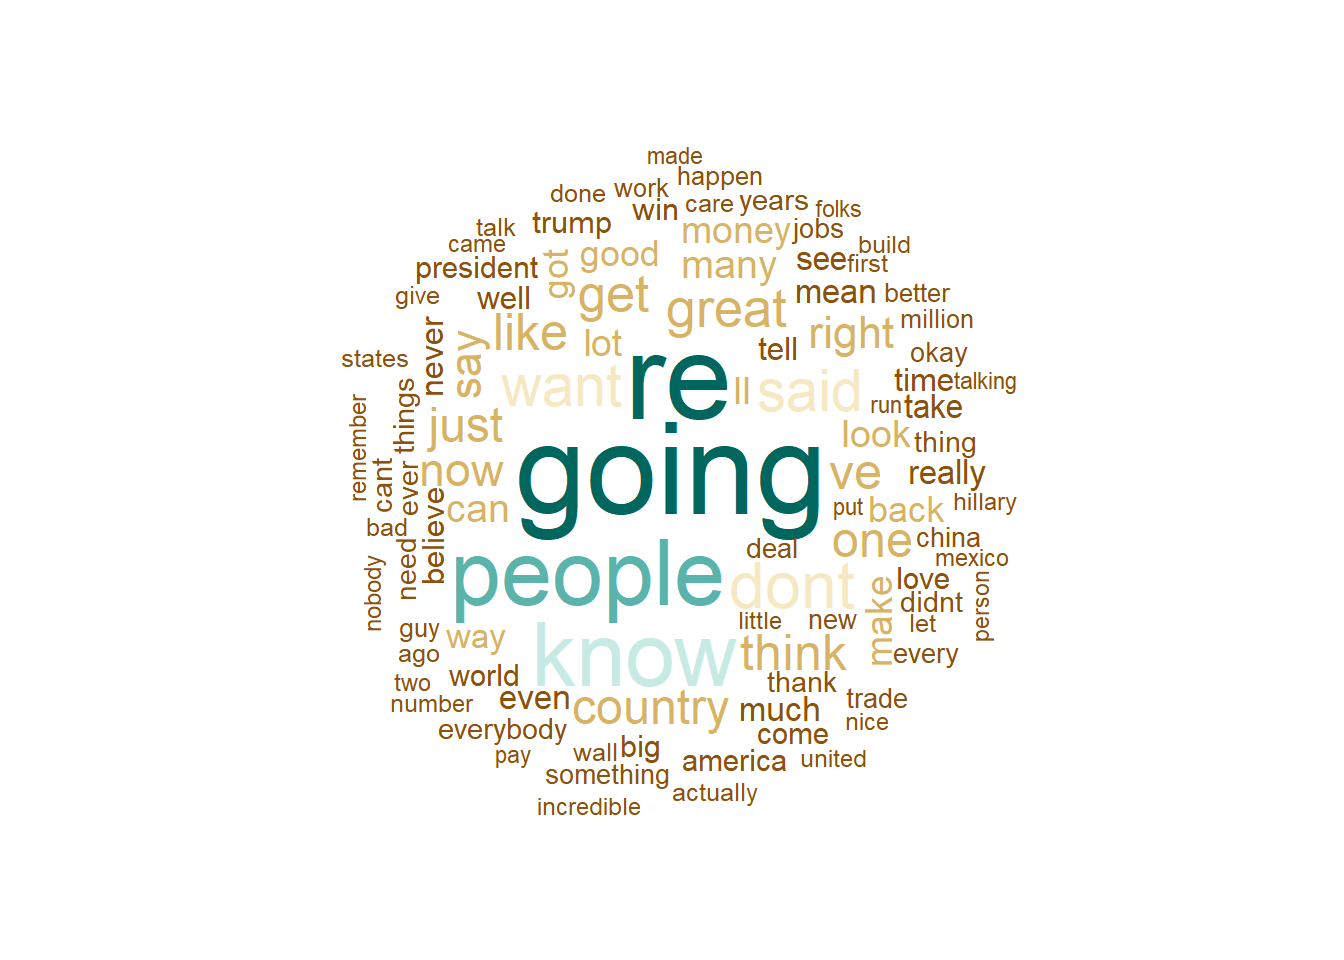 made
happen
done
work
win
care
years
folks
talk
trump
money
jobs
came
got
good
many
see
first
build
president
give
well
get
great
mean
better
never
say
like
lot
tell
right
million
okay
states
want
re
ll
said
time
talking
things
remember
just
run
take
look
thing
cant
ever
now
going
ve
really
believe
can
put
back
hillary
bad
need
nobody
people
deal
one
china
mexico
dont
make
love
didnt
person
little
new
let
guy
way
know
think
every
ago
world
thank
two
number
even
country
much
trade
nice
everybody
come
pay
wall
big
america
united
something
actually
incredible